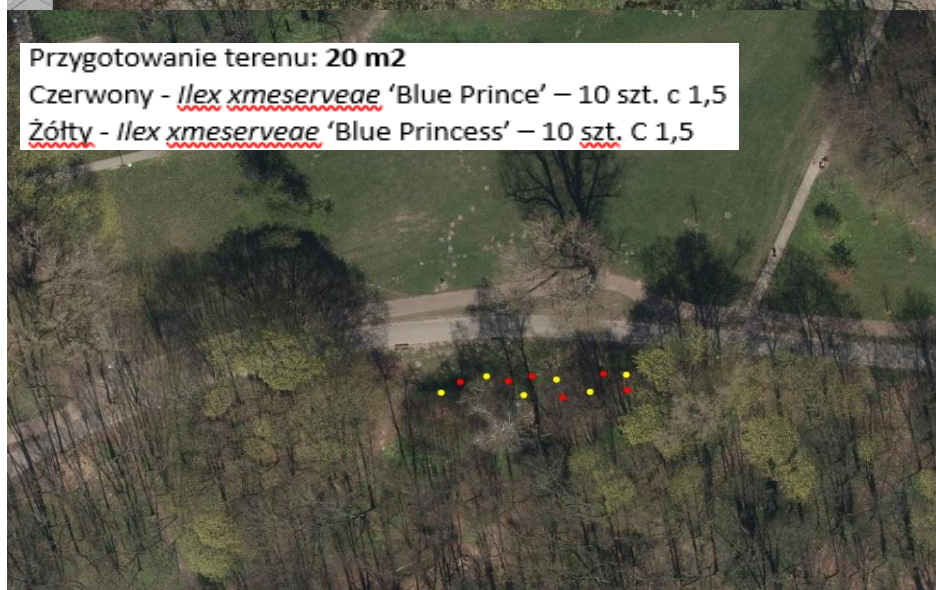 Przygotowanie terenu: 20 m2
Czerwony - Ilex xmeserveae ‘Blue Prince’ – 10 szt. c 1,5
Żółty - Ilex xmeserveae ‘Blue Princess’ – 10 szt. C 1,5